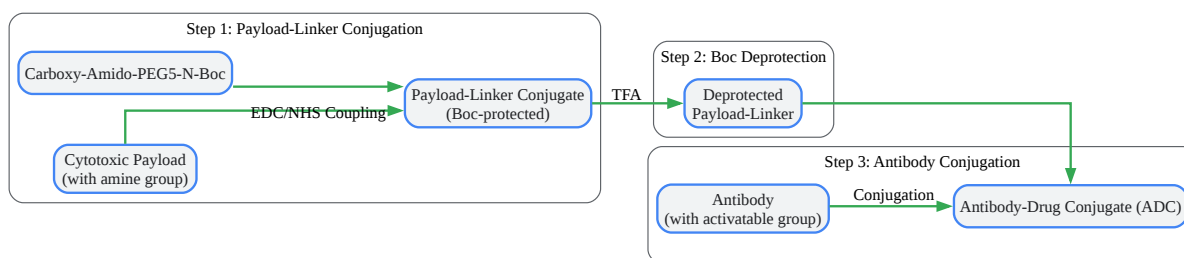 Step 1: Payload-Linker Conjugation
Carboxy-Amido-PEG5-N-Boc
EDC/NHS Coupling
Cytotoxic Payload
(with amine group)
Payload-Linker Conjugate
(Boc-protected)
TFA
Step 2: Boc Deprotection
Deprotected
Payload-Linker
Step 3: Antibody Conjugation
Antibody
(with activatable group)
Conjugation
Antibody-Drug Conjugate (ADC)